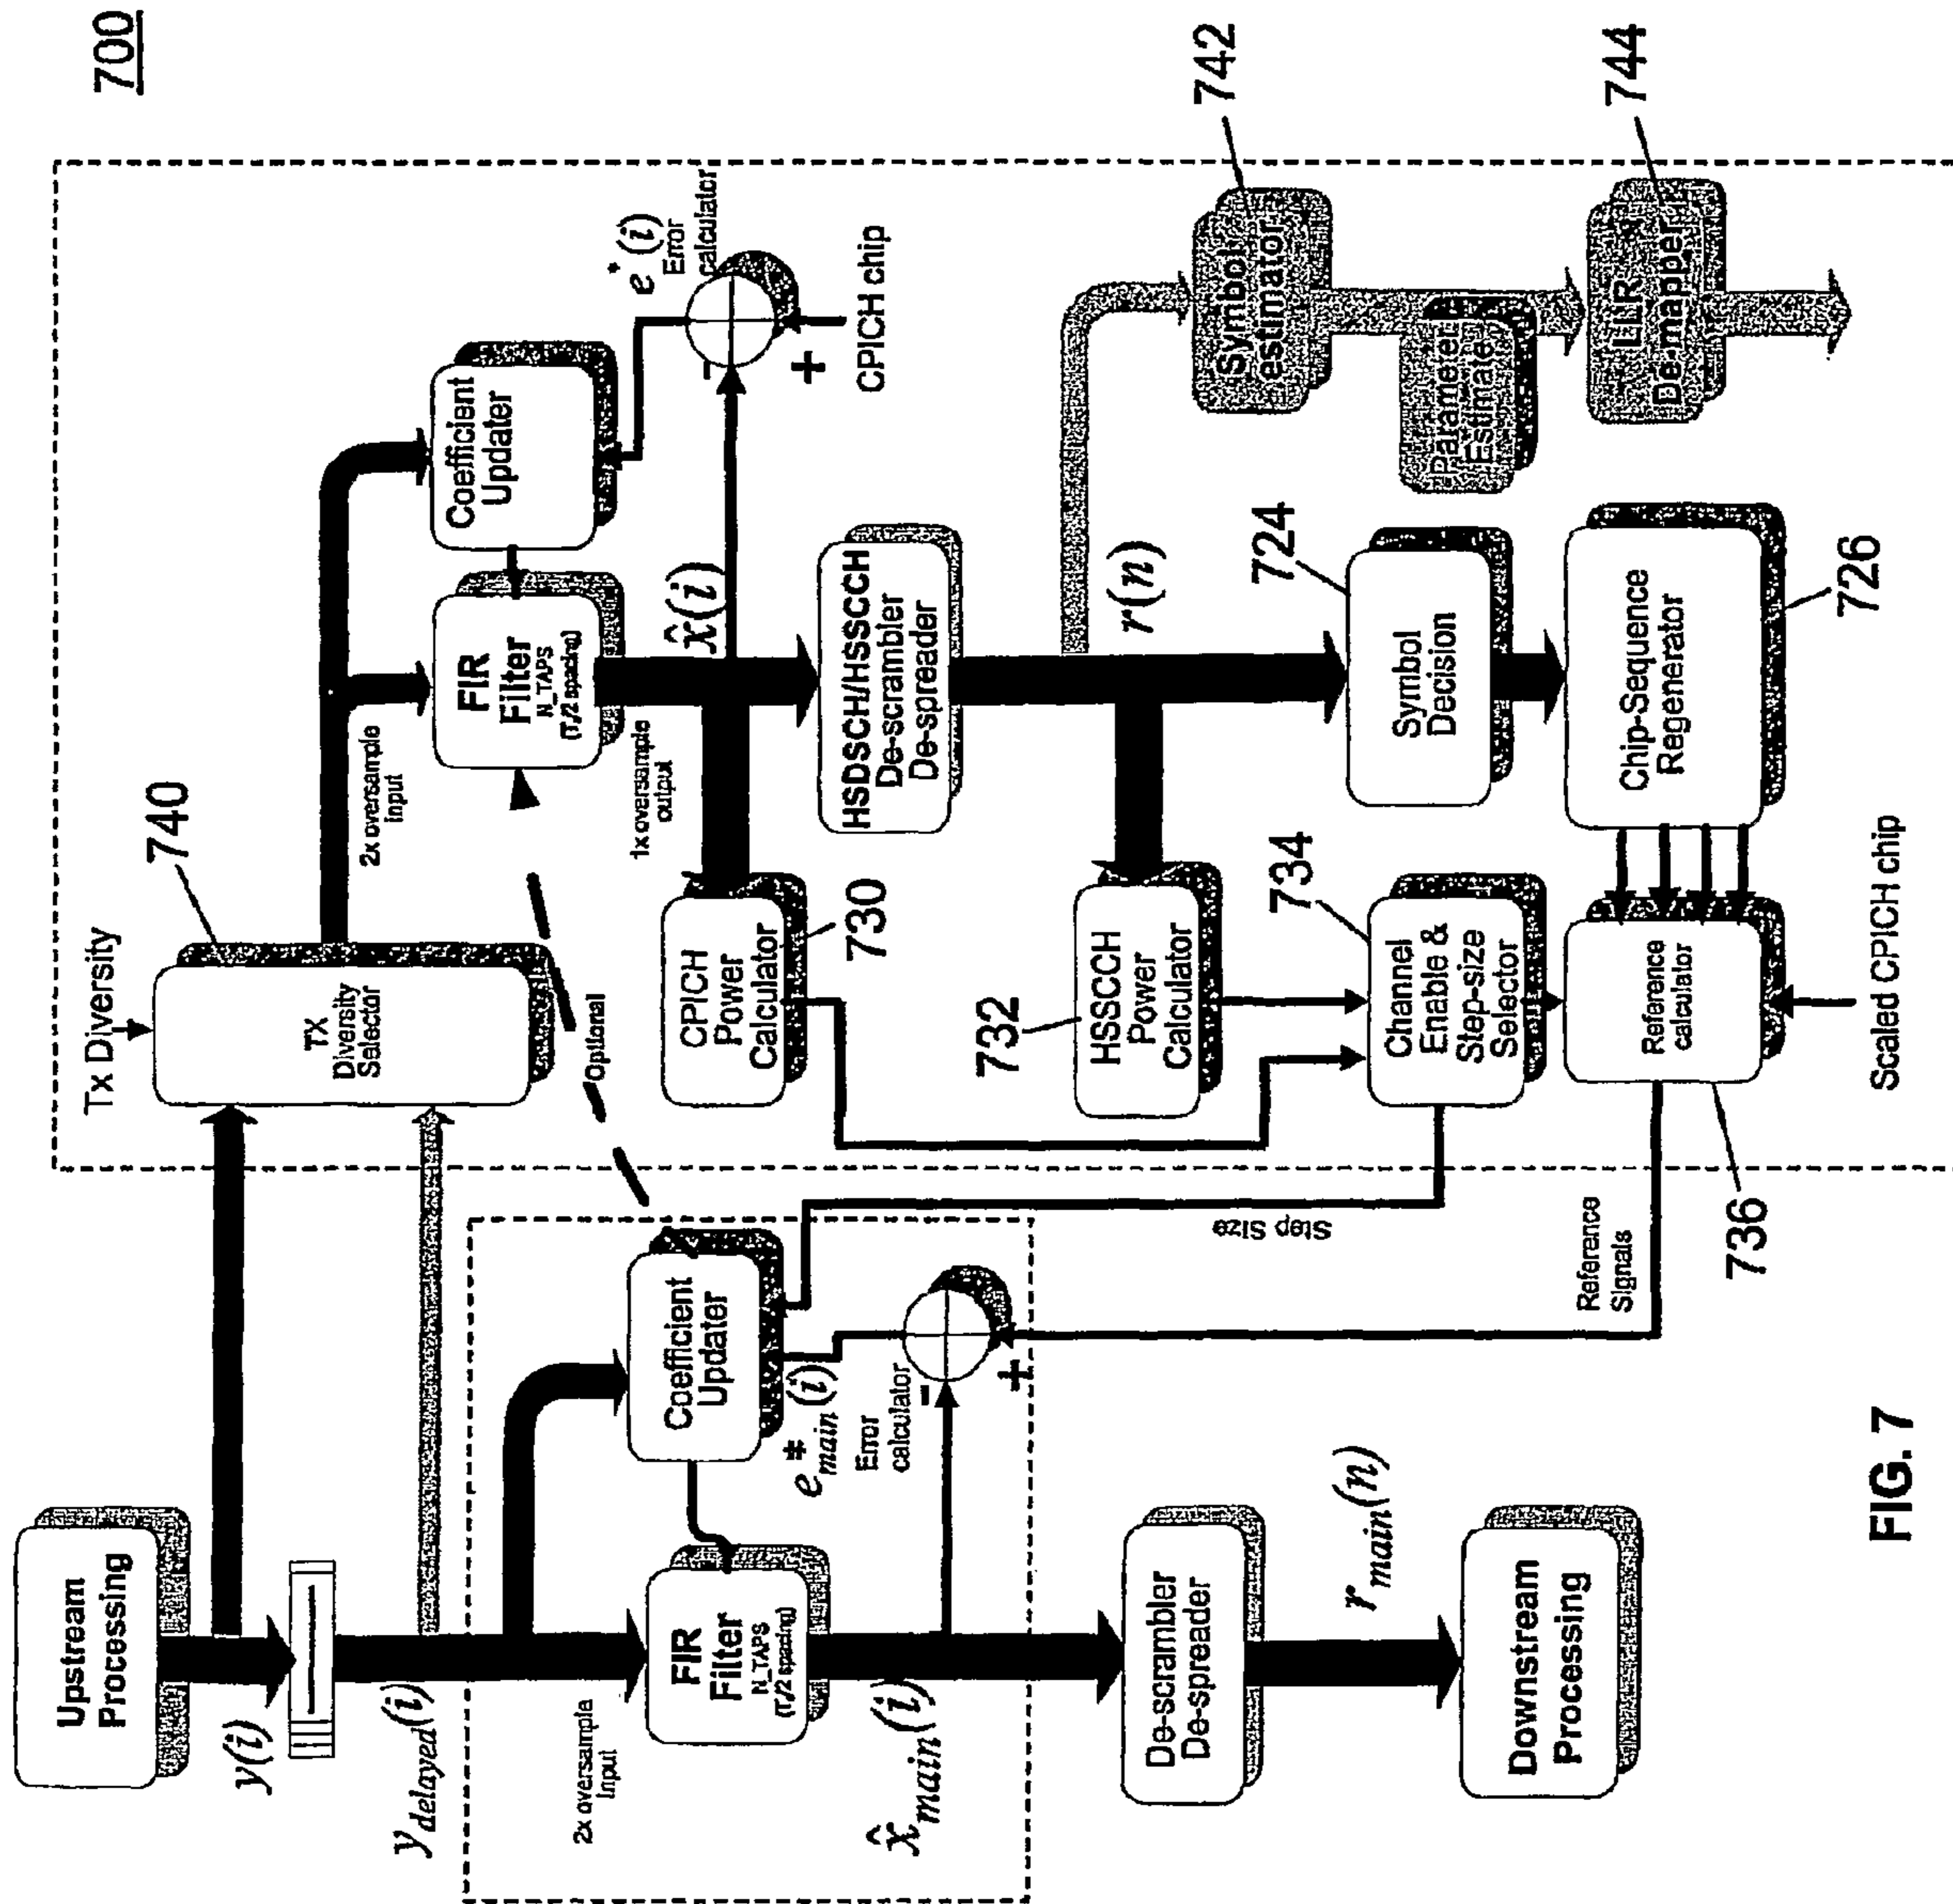 700
Upstream
Processing
y(i)
y delayed(i)
2x oversample
Input
FIR
Filter
N_TAPS
(T/2 spacing)
x̂ main(i)
Coefficient
Updater
e* main(i)
Error
calculator
-
+
De-scrambler
De-spreader
r main(n)
Downstream
Processing
Step Size
Reference
Signals
Tx Diversity
740
TX
Diversity
Selector
Optional
2x oversample
Input
FIR
Filter
N_TAPS
(T/2 spacing)
1x oversample
output
Coefficient
Updater
e*(i)
Error
calculator
-
+
CPICH chip
x̂(i)
CPICH
Power
Calculator
730
HSDSCH/HSSCCH
De-scrambler
De-spreader
r(n)
732
HSSCCH
Power
Calculator
734
Channel
Enable &
Step-size
Selector
724
Symbol
Decision
Chip-Sequence
Regenerator
726
Reference
calculator
736
Scaled CPICH chip
742
Symbol
estimator
Parameter
Estimate
744
LLR
De-mapper
FIG. 7